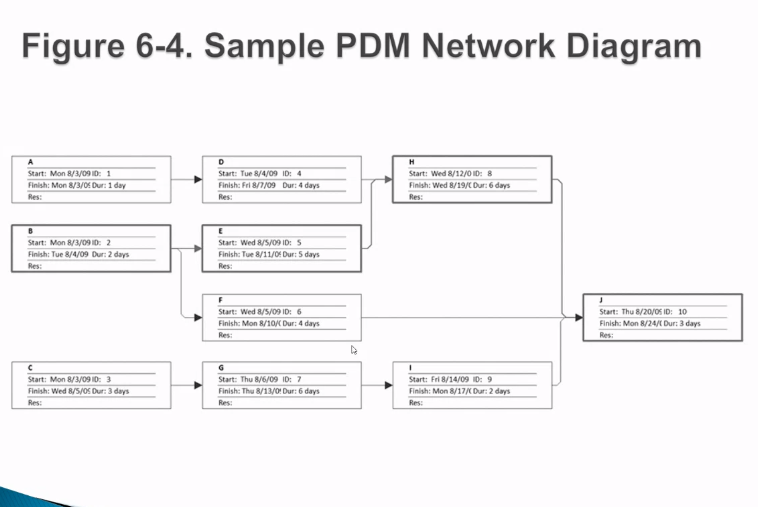 Figure 6-4. Sample PDM Network Diagram
A
Start: Mon 8/3/09 ID: 1
Finish: Mon 8/3/09 Dur: 1 day
Res:
D
Start: Tue 8/4/09 ID: 4
Finish: Fri 8/7/09 Dur: 4 days
Res:
H
Start: Wed 8/12/0 ID: 8
Finish: Wed 8/19/( Dur: 6 days
Res:
B
Start: Mon 8/3/09 ID: 2
Finish: Tue 8/4/09 Dur: 2 days
Res:
E
Start: Wed 8/5/09 ID: 5
Finish: Tue 8/11/09 Dur: 5 days
Res:
F
Start: Wed 8/5/09 ID: 6
Finish: Mon 8/10/( Dur: 4 days
Res:
J
Start: Thu 8/20/09 ID: 10
Finish: Mon 8/24/( Dur: 3 days
Res:
C
Start: Mon 8/3/09 ID: 3
Finish: Wed 8/5/09 Dur: 3 days
Res:
G
Start: Thu 8/6/09 ID: 7
Finish: Thu 8/13/09 Dur: 6 days
Res:
I
Start: Fri 8/14/09 ID: 9
Finish: Mon 8/17/( Dur: 2 days
Res: